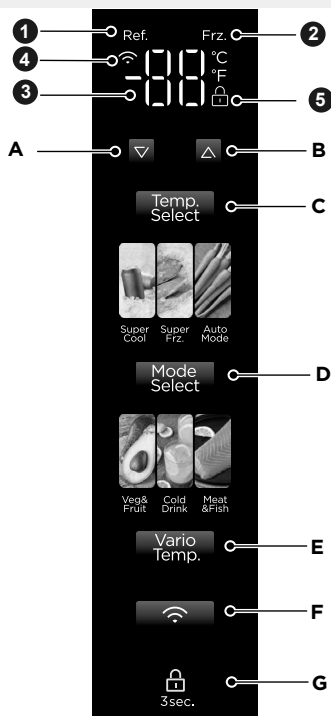 1 Ref. Frz. 2
4 °C
3 -88 °F 5
A B
Temp.
Select C
Super Super Auto
Cool Frz. Mode
Mode
Select D
Veg& Cold Meat
Fruit Drink &Fish
Vario
Temp. E
F
G
3sec.